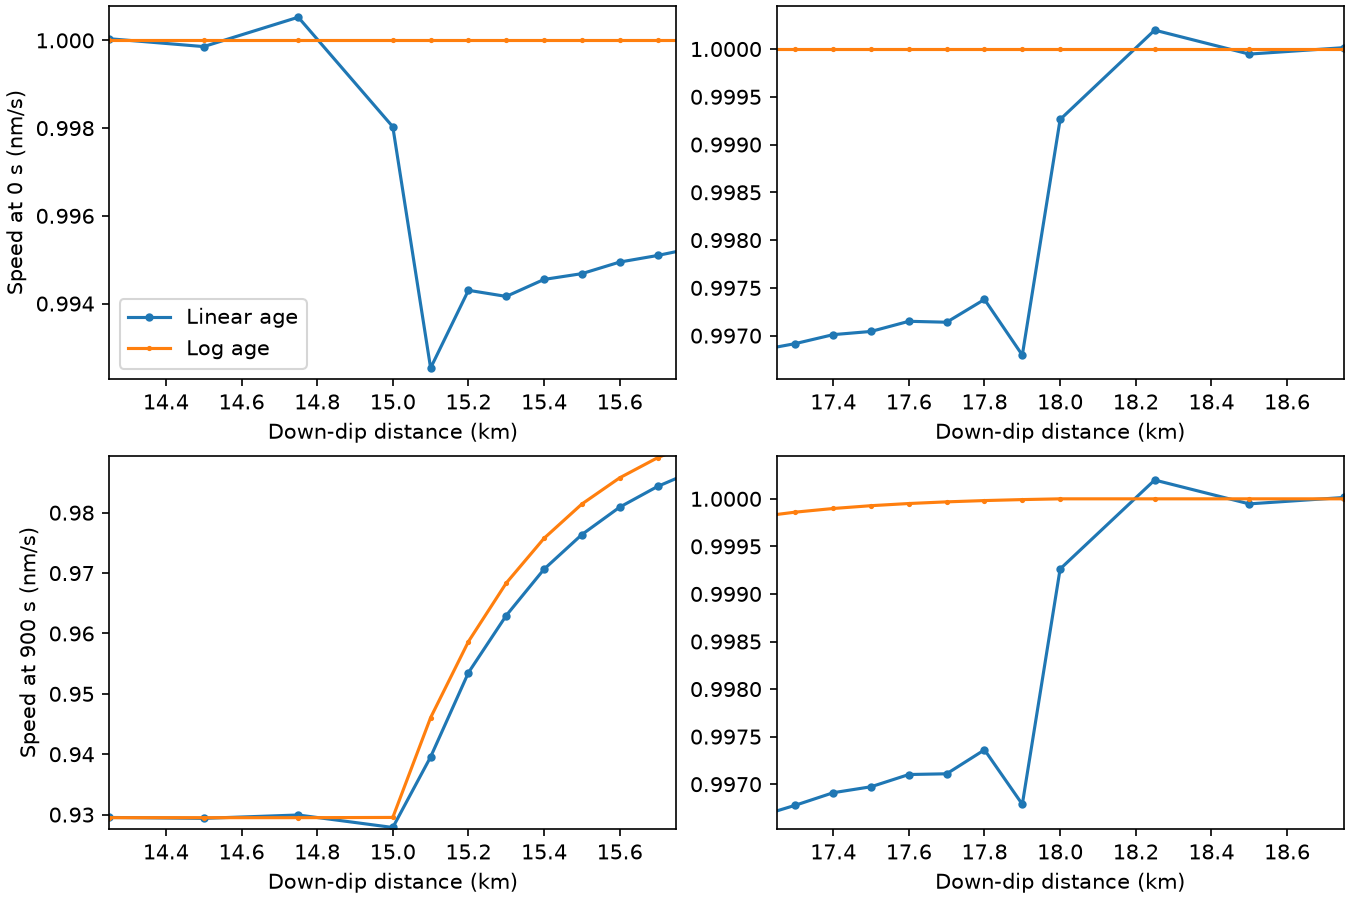 1.000
0.998
0.996
0.994
Speed at 0 s (nm/s)
Linear age
Log age
14.4 14.6 14.8 15.0 15.2 15.4 15.6
Down-dip distance (km)
1.0000
0.9995
0.9990
0.9985
0.9980
0.9975
0.9970
17.4 17.6 17.8 18.0 18.2 18.4 18.6
Down-dip distance (km)
0.98
0.97
0.96
0.95
0.94
0.93
Speed at 900 s (nm/s)
14.4 14.6 14.8 15.0 15.2 15.4 15.6
Down-dip distance (km)
1.0000
0.9995
0.9990
0.9985
0.9980
0.9975
0.9970
17.4 17.6 17.8 18.0 18.2 18.4 18.6
Down-dip distance (km)